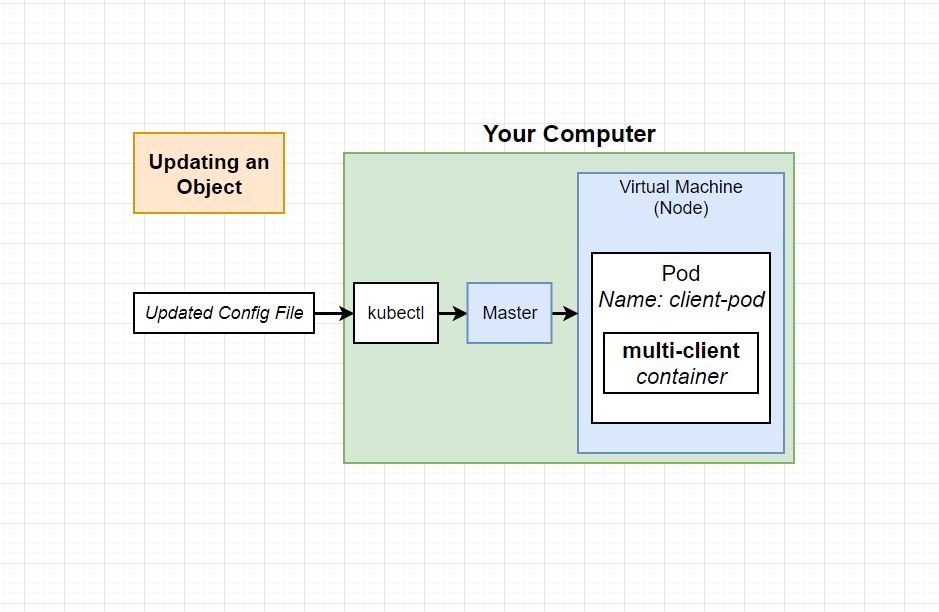 Your Computer
Updating an
Object
Virtual Machine
(Node)
Pod
Name: client-pod
Updated Config File
kubectl
Master
multi-client
container